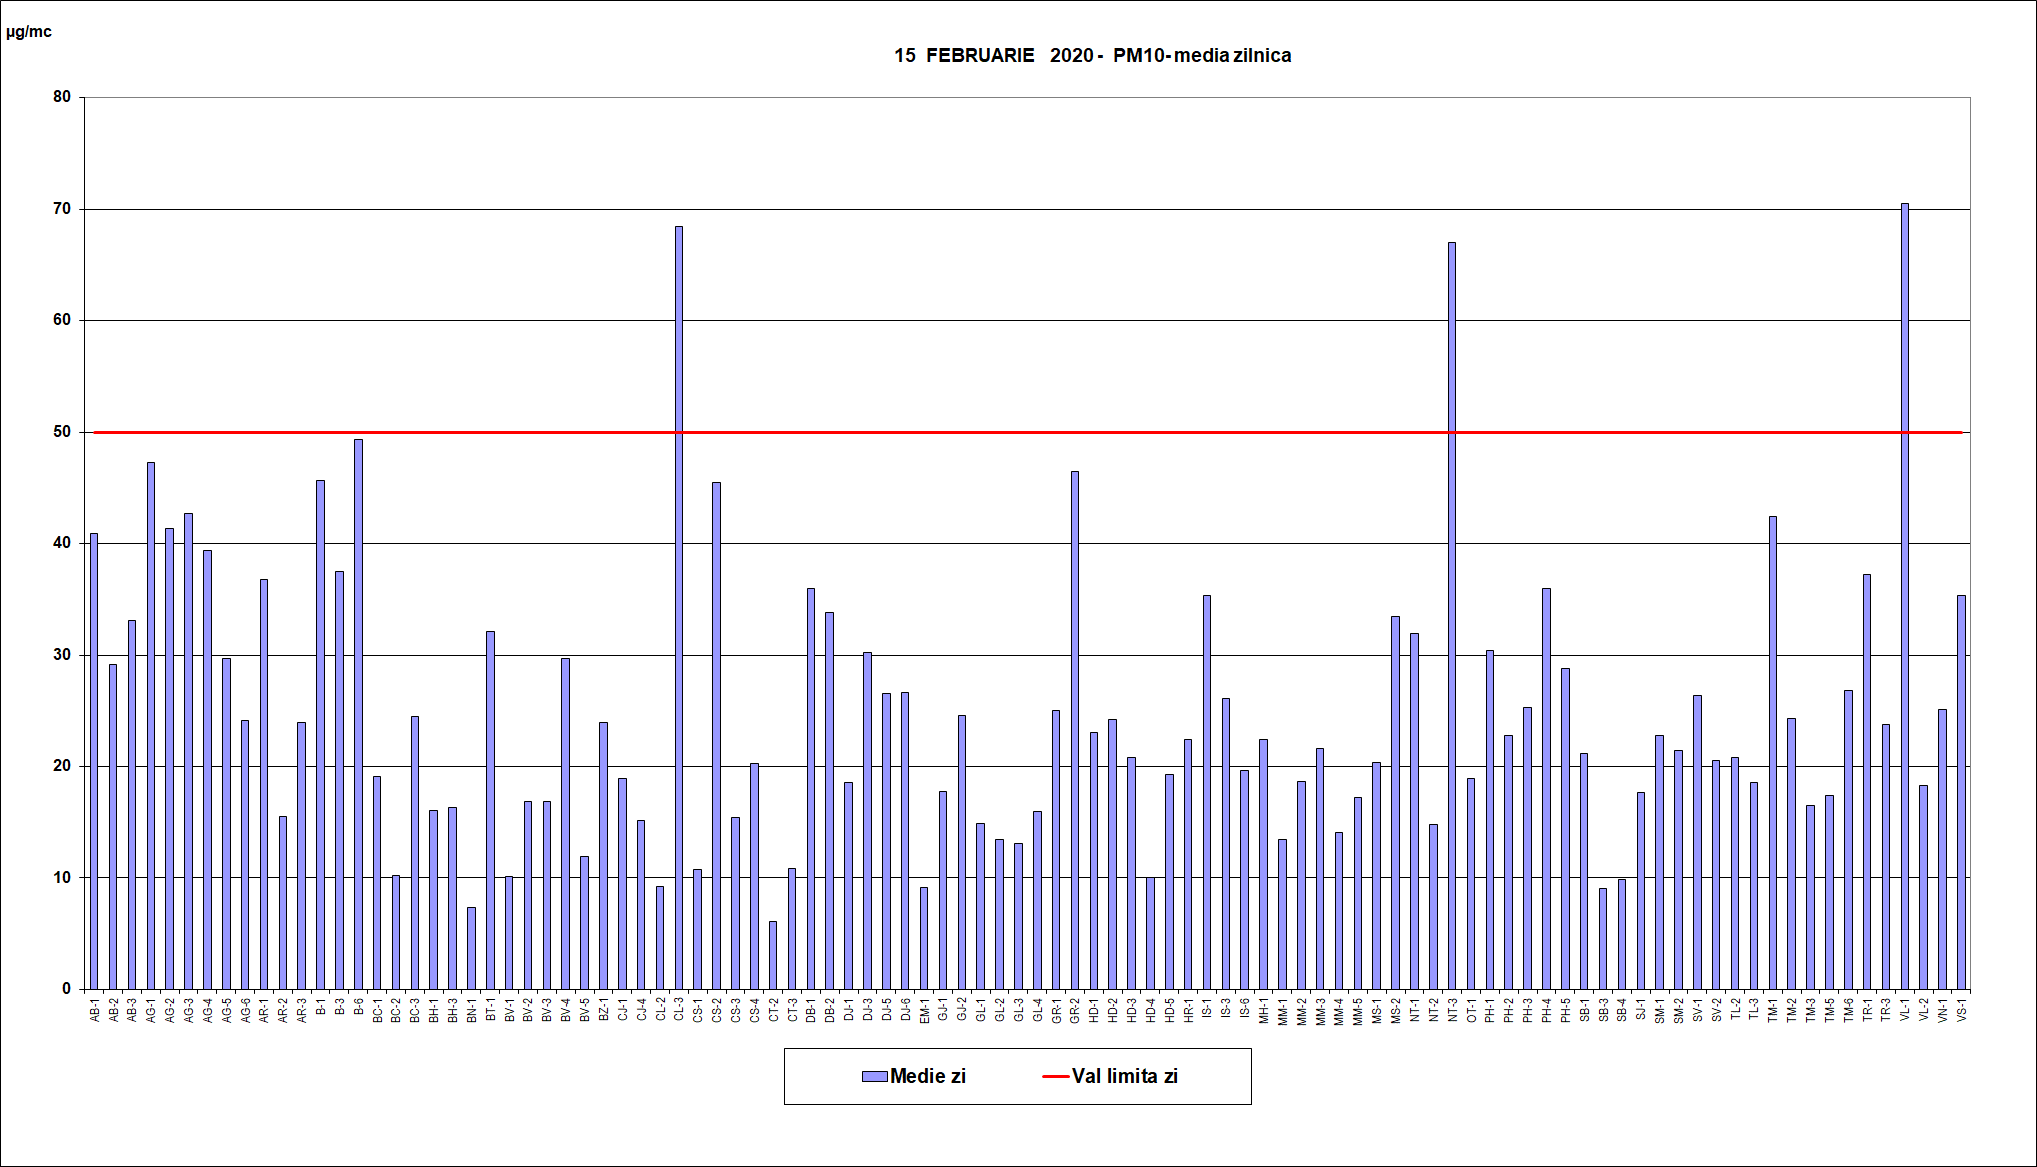 µg/mc
15 FEBRUARIE 2020 - PM10- media zilnica
80
70
60
50
40
30
20
10
0
AB-1 AB-2 AB-3 AG-1 AG-2 AG-3 AG-4 AG-5 AG-6 AR-1 AR-2 AR-3 B-1 B-3 B-6 BC-1 BC-2 BC-3 BH-1 BH-3 BN-1 BT-1 BV-1 BV-2 BV-3 BV-4 BV-5 BZ-1 CJ-1 CJ-4 CL-2 CL-3 CS-1 CS-2 CS-3 CS-4 CT-2 CT-3 DB-1 DB-2 DJ-1 DJ-3 DJ-5 DJ-6 EM-1 GJ-1 GJ-2 GL-1 GL-2 GL-3 GL-4 GR-1 GR-2 HD-1 HD-2 HD-3 HD-4 HD-5 HR-1 IS-1 IS-3 IS-6 MH-1 MM-1 MM-2 MM-3 MM-4 MM-5 MS-1 MS-2 NT-1 NT-2 NT-3 OT-1 PH-1 PH-2 PH-3 PH-4 PH-5 SB-1 SB-3 SB-4 SJ-1 SM-1 SM-2 SV-1 SV-2 TL-2 TL-3 TM-1 TM-2 TM-3 TM-5 TM-6 TR-1 TR-3 VL-1 VL-2 VN-1 VS-1
Medie zi Val limita zi